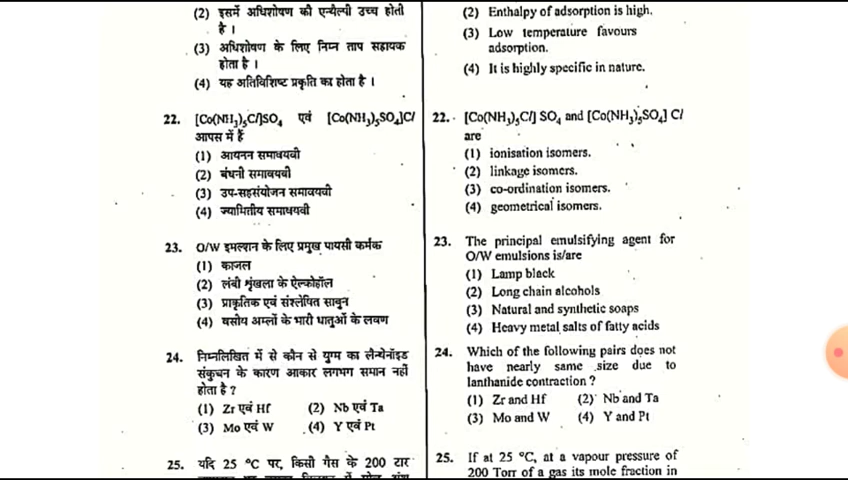 (2) इसमें अधिशोषण की एन्थैल्पी उच्च होती
है ।
(3) अधिशोषण के लिए निम्न ताप सहायक
होता है ।
(4) यह अतिविशिष्ट प्रकृति का होता है ।
22. [Co(NH3)5Cl]SO4 एवं [Co(NH3)5SO4]Cl
आपस में हैं
(1) आयनन समावयवी
(2) बंधनी समावयवी
(3) उप-सहसंयोजन समावयवी
(4) ज्यामितीय समावयवी
23. O/W इमल्शन के लिए प्रमुख पायसी कर्मक
(1) काजल
(2) लंबी शृंखला के ऐल्कोहॉल
(3) प्राकृतिक एवं संश्लेषित साबुन
(4) वसीय अम्लों के भारी धातुओं के लवण
24. निम्नलिखित में से कौन से युग्म का लैन्थेनॉइड
संकुचन के कारण आकार लगभग समान नहीं
होता है ?
(1) Zr एवं Hf (2) Nb एवं Ta
(3) Mo एवं W (4) Y एवं Pt
25. यदि 25 °C पर, किसी गैस के 200 टार
(2) Enthalpy of adsorption is high.
(3) Low temperature favours
adsorption.
(4) It is highly specific in nature.
22. [Co(NH3)5Cl] SO4 and [Co(NH3)5SO4] Cl
are
(1) ionisation isomers.
(2) linkage isomers.
(3) co-ordination isomers.
(4) geometrical isomers.
23. The principal emulsifying agent for
O/W emulsions is/are
(1) Lamp black
(2) Long chain alcohols
(3) Natural and synthetic soaps
(4) Heavy metal salts of fatty acids
24. Which of the following pairs does not
have nearly same size due to
lanthanide contraction ?
(1) Zr and Hf (2) Nb and Ta
(3) Mo and W (4) Y and Pt
25. If at 25 °C, at a vapour pressure of
200 Torr of a gas its mole fraction in